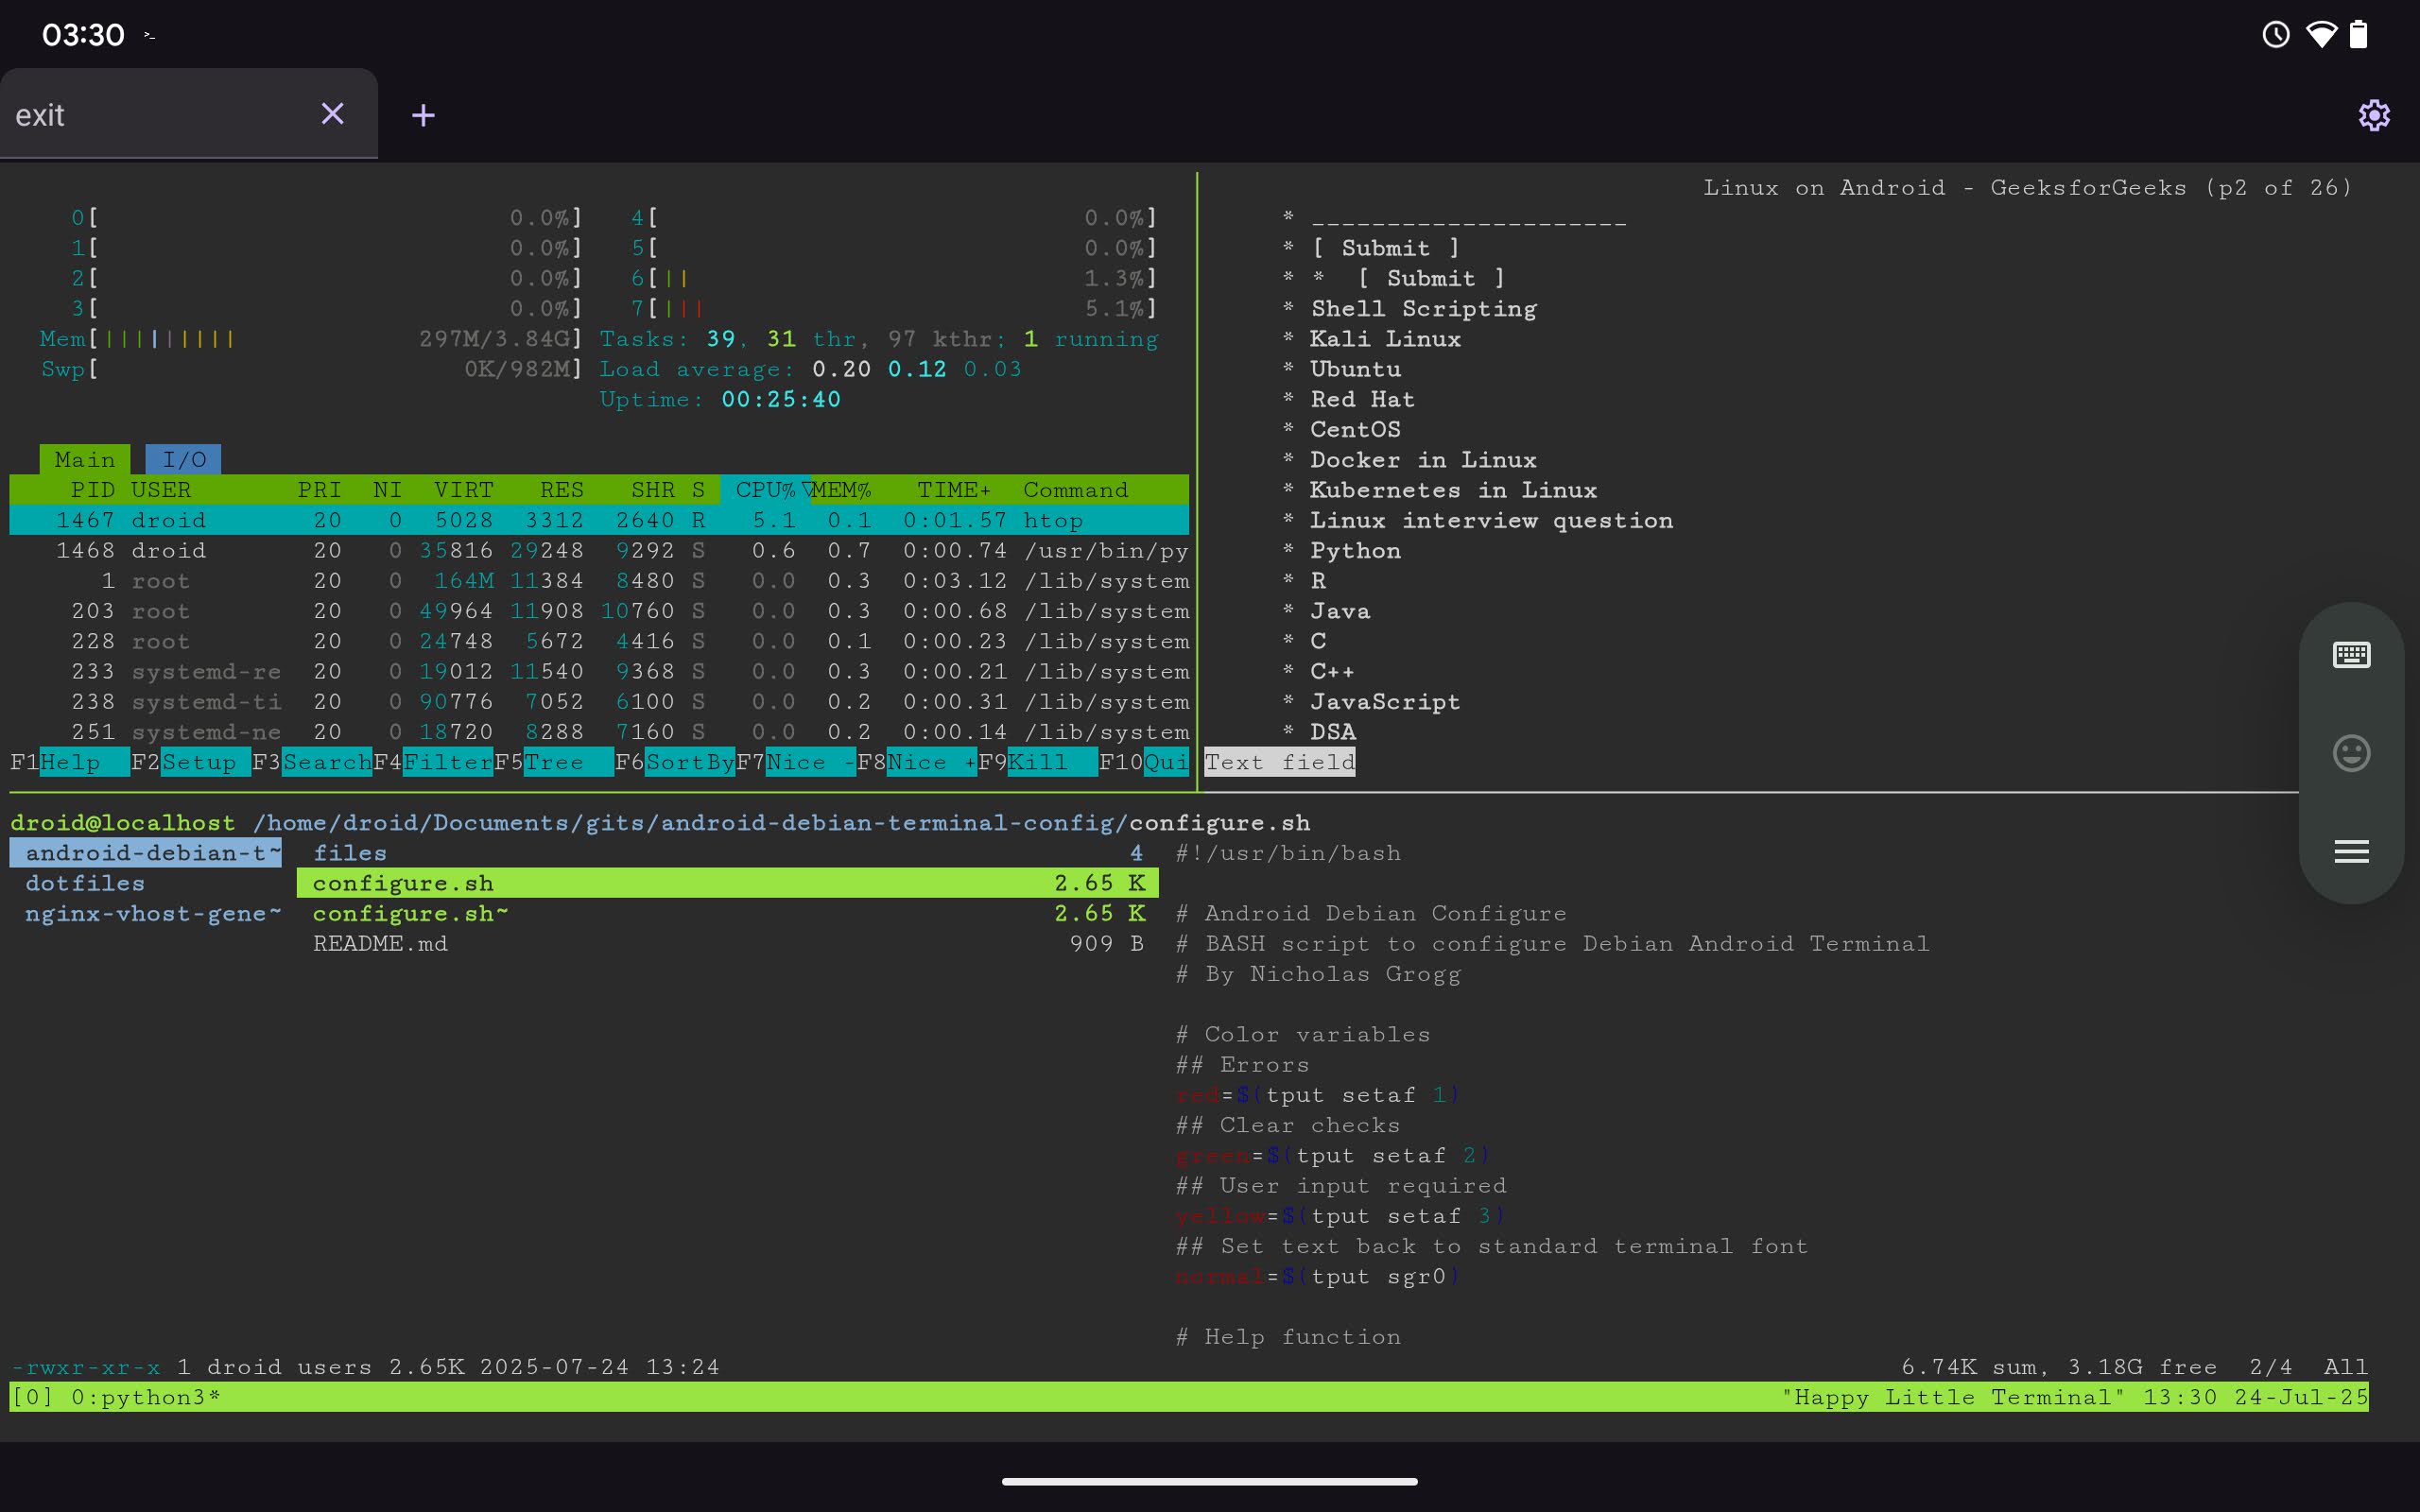 03:30 >_
exit
0[ 0.0%] 4[ 0.0%]
1[ 0.0%] 5[ 0.0%]
2[ 0.0%] 6[|| 1.3%]
3[ 0.0%] 7[||| 5.1%]
Mem[||||||||| 297M/3.84G] Tasks: 39, 31 thr, 97 kthr; 1 running
Swp[ 0K/982M] Load average: 0.20 0.12 0.03
Uptime: 00:25:40
Main I/O
PID USER PRI NI VIRT RES SHR S CPU%▽MEM% TIME+ Command
1467 droid 20 0 5028 3312 2640 R 5.1 0.1 0:01.57 htop
1468 droid 20 0 35816 29248 9292 S 0.6 0.7 0:00.74 /usr/bin/py
1 root 20 0 164M 11384 8480 S 0.0 0.3 0:03.12 /lib/system
203 root 20 0 49964 11908 10760 S 0.0 0.3 0:00.68 /lib/system
228 root 20 0 24748 5672 4416 S 0.0 0.1 0:00.23 /lib/system
233 systemd-re 20 0 19012 11540 9368 S 0.0 0.3 0:00.21 /lib/system
238 systemd-ti 20 0 90776 7052 6100 S 0.0 0.2 0:00.31 /lib/system
251 systemd-ne 20 0 18720 8288 7160 S 0.0 0.2 0:00.14 /lib/system
F1Help F2Setup F3SearchF4FilterF5Tree F6SortByF7Nice -F8Nice +F9Kill F10Qui
Linux on Android - GeeksforGeeks (p2 of 26)
* _____________________
* [ Submit ]
* * [ Submit ]
* Shell Scripting
* Kali Linux
* Ubuntu
* Red Hat
* CentOS
* Docker in Linux
* Kubernetes in Linux
* Linux interview question
* Python
* R
* Java
* C
* C++
* JavaScript
* DSA
Text field
droid@localhost /home/droid/Documents/gits/android-debian-terminal-config/configure.sh
android-debian-t~
dotfiles
nginx-vhost-gene~
files 4
configure.sh 2.65 K
configure.sh~ 2.65 K
README.md 909 B
#!/usr/bin/bash
# Android Debian Configure
# BASH script to configure Debian Android Terminal
# By Nicholas Grogg
# Color variables
## Errors
red=$(tput setaf 1)
## Clear checks
green=$(tput setaf 2)
## User input required
yellow=$(tput setaf 3)
## Set text back to standard terminal font
normal=$(tput sgr0)
# Help function
-rwxr-xr-x 1 droid users 2.65K 2025-07-24 13:24 6.74K sum, 3.18G free 2/4 All
[0] 0:python3* "Happy Little Terminal" 13:30 24-Jul-25